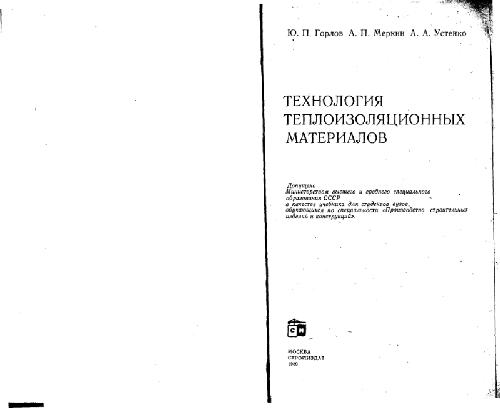 Ю. П. Горлов А. П. Меркин А. А. Устенко
ТЕХНОЛОГИЯ
ТЕПЛОИЗОЛЯЦИОННЫХ
МАТЕРИАЛОВ
Допущено
Министерством высшего и среднего специального
образования СССР
в качестве учебника для студентов вузов,
обучающихся по специальности «Производство строительных
изделий и конструкций»
МОСКВА
СТРОЙИЗДАТ
1980